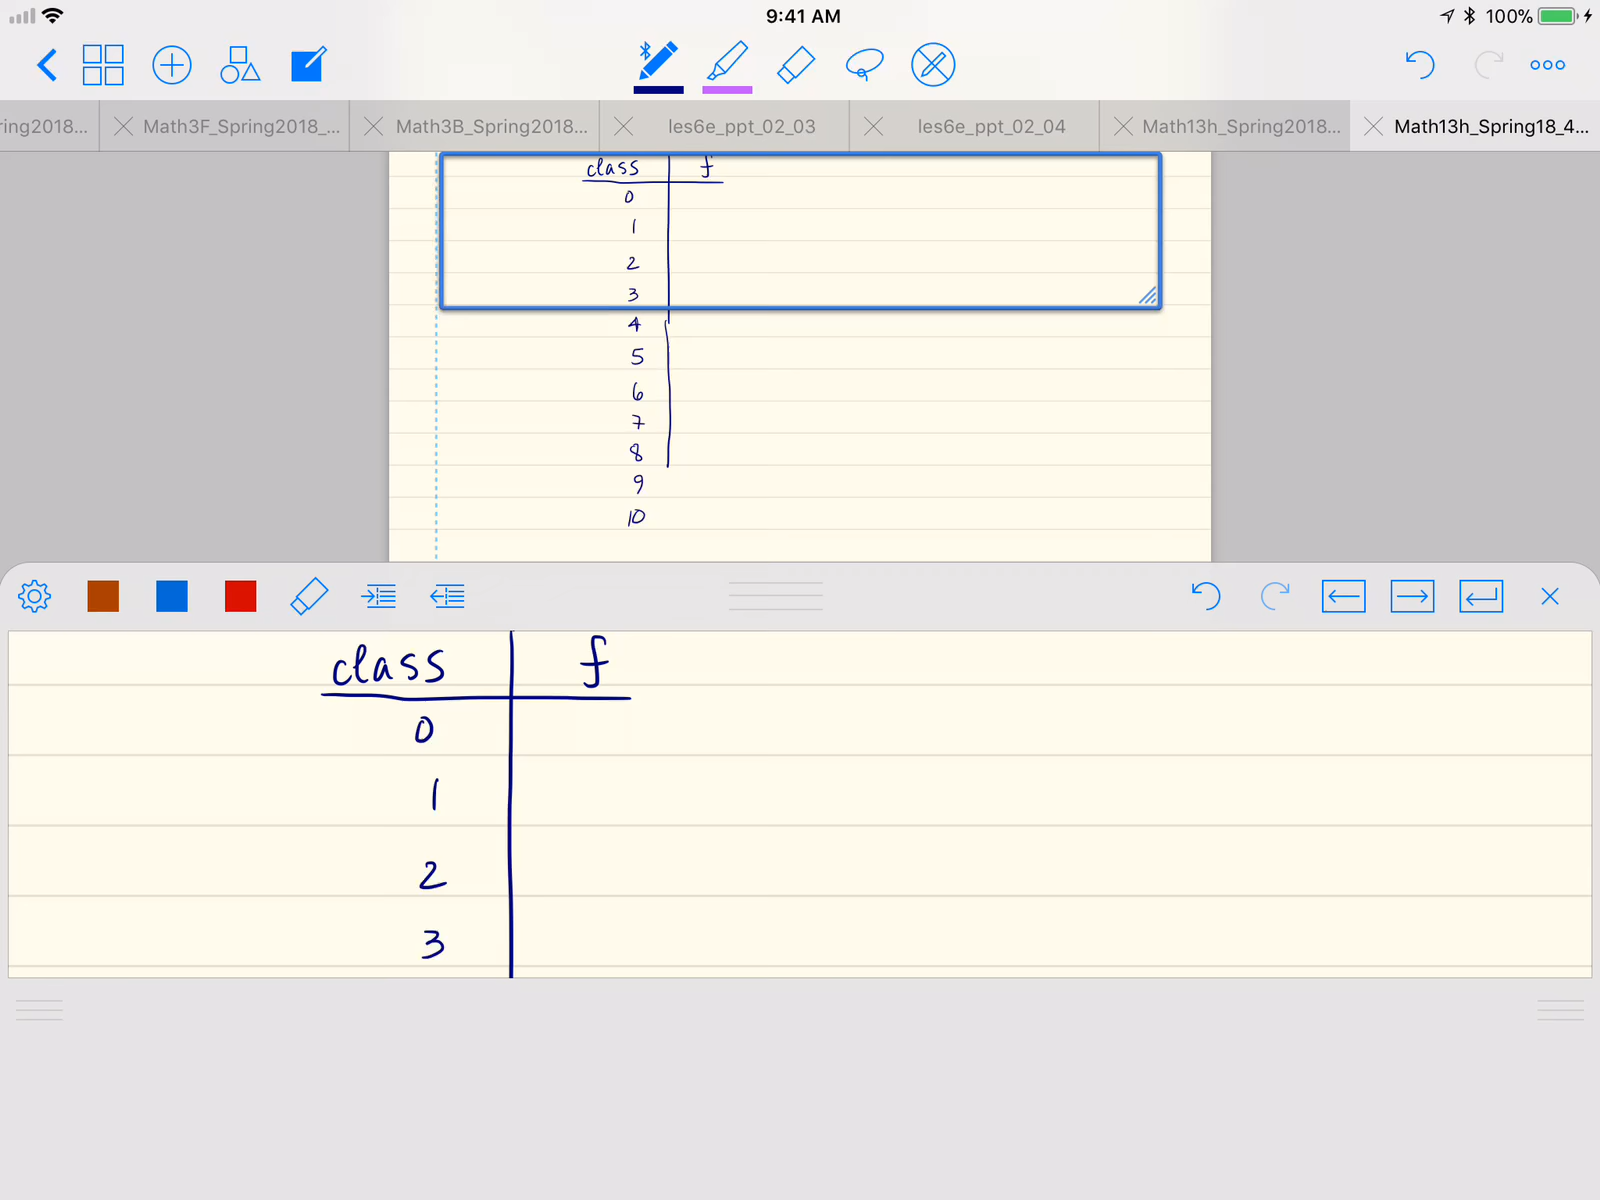 9:41 AM
100%
ring2018...
Math3F_Spring2018_...
Math3B_Spring2018...
les6e_ppt_02_03
les6e_ppt_02_04
Math13h_Spring2018...
Math13h_Spring18_4...
class f
0
1
2
3
4
5
6
7
8
9
10
class f
0
1
2
3